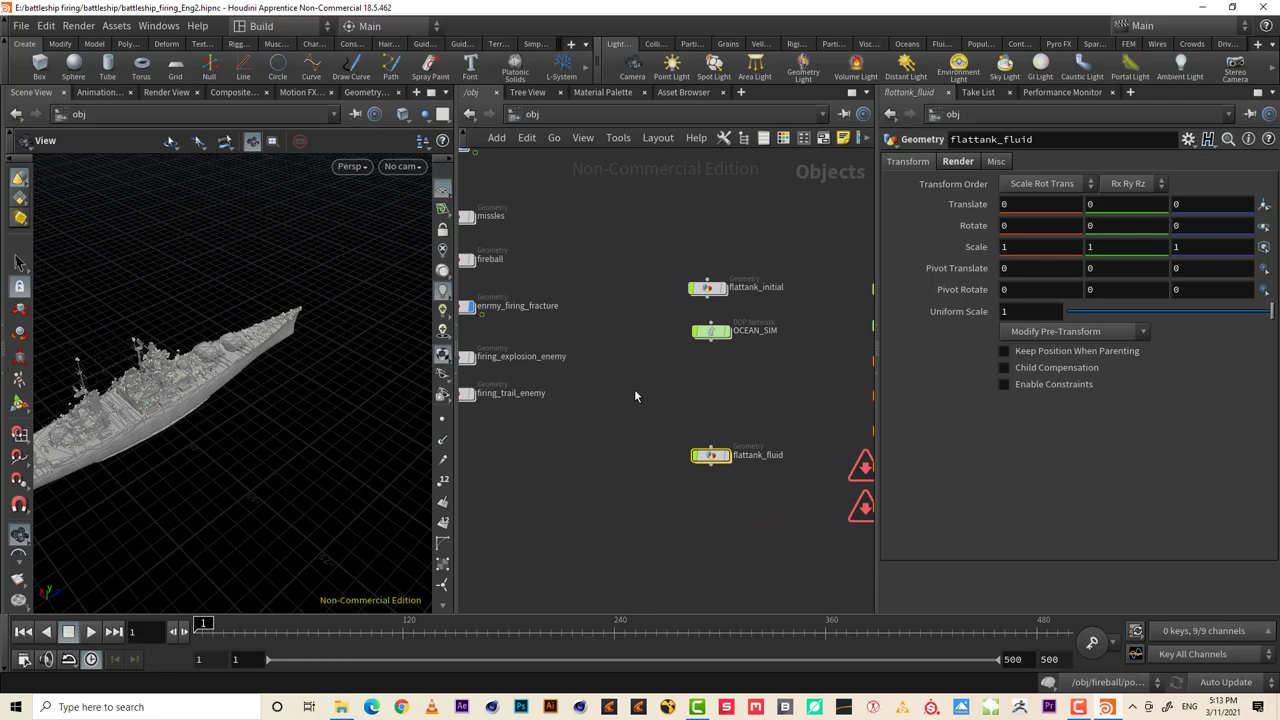 E:/battleship firing/battleship/battleship_firing_Eng2.hipnc - Houdini Apprentice Non-Commercial 18.5.462
File Edit Render Assets Windows Help Build Main Main
Create Modify Model Poly... Deform Text... Rigg... Musc... Char... Cons... Hair... Guid... Guid... Terr... Simp...
Light... Colli... Parti... Grains Vell... Rigi... Parti... Visc... Oceans Flui... Popul... Cont... Pyro FX Spar... FEM Wires Crowds Driv...
Box Sphere Tube Torus Grid Null Line Circle Curve Draw Curve Path Spray Paint Font Platonic Solids L-System
Camera Point Light Spot Light Area Light Geometry Light Volume Light Distant Light Environment Light Sky Light GI Light Caustic Light Portal Light Ambient Light Stereo Camera
Scene View Animation... Render View Composite... Motion FX... Geometry...
/obj Tree View Material Palette Asset Browser
flattank_fluid Take List Performance Monitor
obj
obj
obj
View
Persp
No cam
Non-Commercial Edition
Add Edit Go View Tools Layout Help
Non-Commercial Edition
Objects
Geometry
missles
Geometry
fireball
Geometry
enrmy_firing_fracture
Geometry
firing_explosion_enemy
Geometry
firing_trail_enemy
Geometry
flattank_initial
DOP Network
OCEAN_SIM
Geometry
flattank_fluid
Geometry flattank_fluid
Transform Render Misc
Transform Order Scale Rot Trans Rx Ry Rz
Translate 0 0 0
Rotate 0 0 0
Scale 1 1 1
Pivot Translate 0 0 0
Pivot Rotate 0 0 0
Uniform Scale 1
Modify Pre-Transform
Keep Position When Parenting
Child Compensation
Enable Constraints
1
1 120 240 360 480
1 1 500 500
0 keys, 9/9 channels
Key All Channels
/obj/fireball/po...
Auto Update
Type here to search
ENG
5:13 PM
3/11/2021